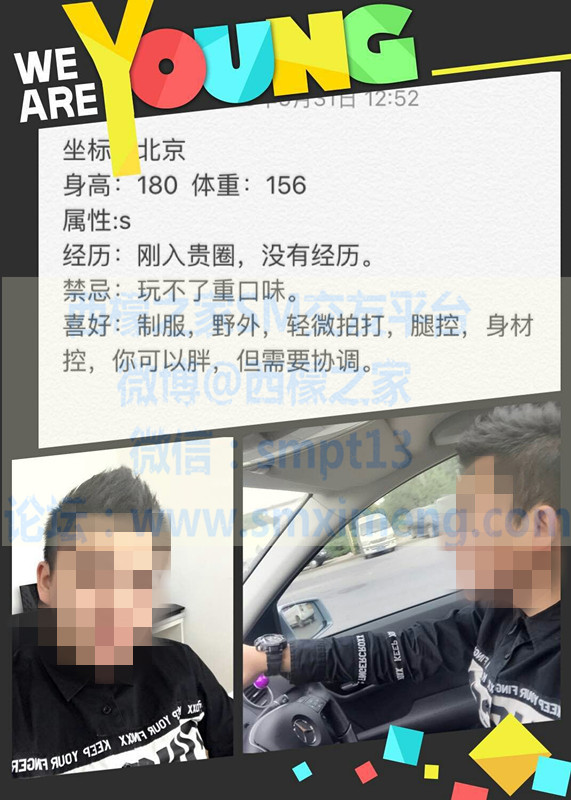 WE ARE YOUNG
月31日 12:52
坐标 北京
身高：180 体重：156
属性:s
经历：刚入贵圈，没有经历。
禁忌：玩不了重口味。
喜好：制服，野外，轻微拍打，腿控，身材
控，你可以胖，但需要协调。
西檬之家SM交友平台
微博@西檬之家
微信：smpt13
论坛：www.smximeng.com
KEEP YOUR FING
KEEP YOUR FINGER